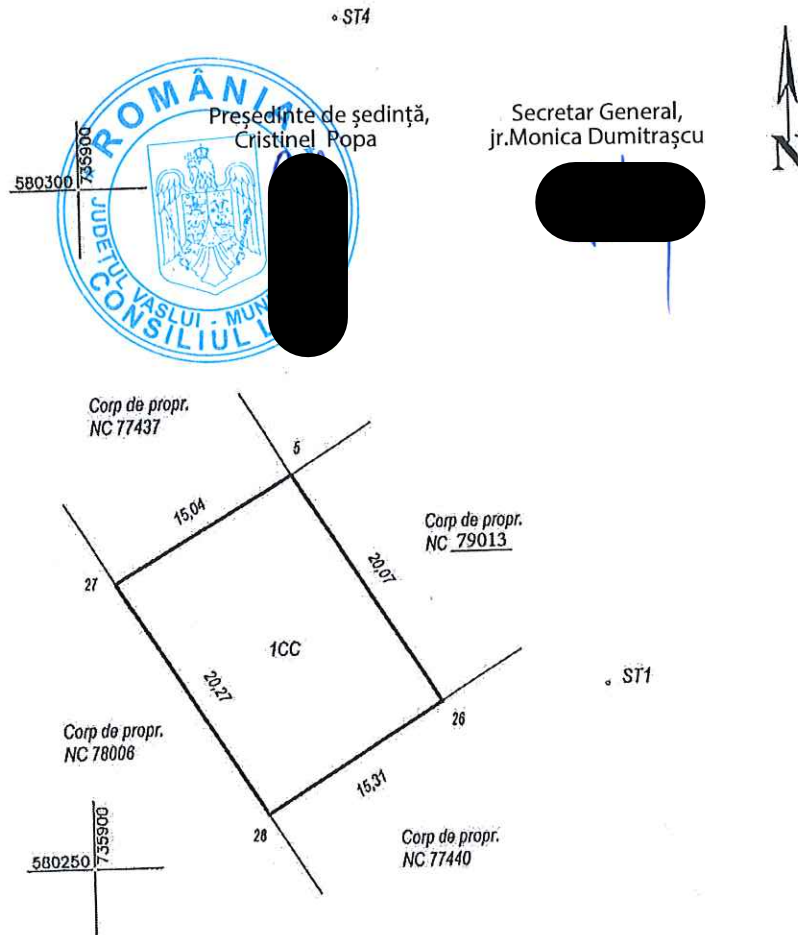 ST4
ROMÂNIA
Președinte de ședință,
Cristinel Popa
Secretar General,
jr.Monica Dumitrașcu
N
735900
580300
JUDEȚUL VASLUI - MUN
CONSILIUL L
Corp de propr.
NC 77437
5
15,04
Corp de propr.
NC 79013
27
20,07
1CC
ST1
20,27
26
Corp de propr.
NC 78006
15,31
28
735900
580250
Corp de propr.
NC 77440